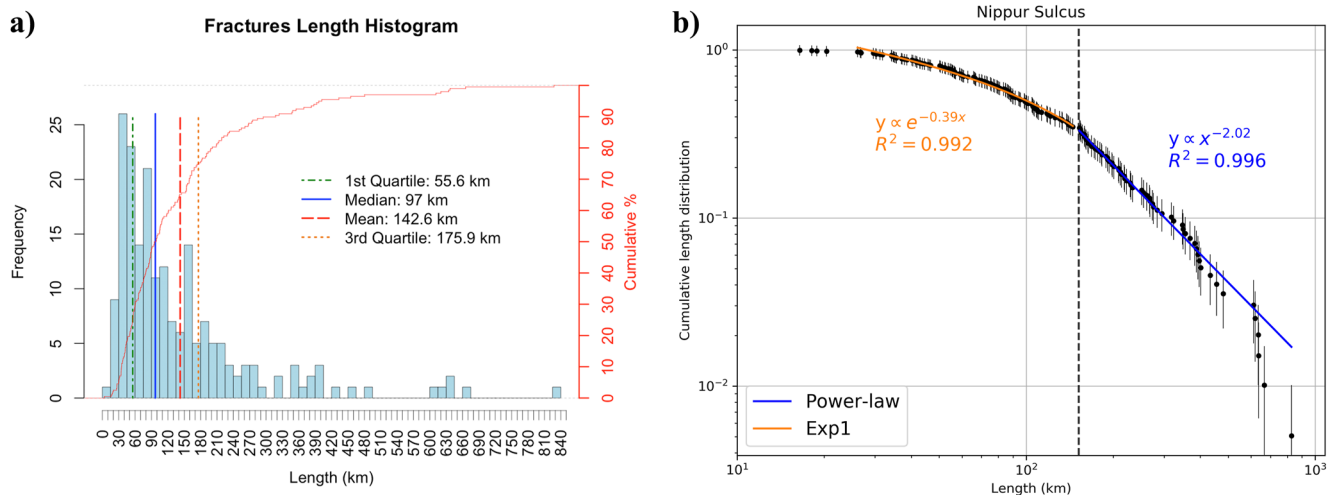 a)
Fractures Length Histogram
Frequency
25
20
15
10
5
0
1st Quartile: 55.6 km
Median: 97 km
Mean: 142.6 km
3rd Quartile: 175.9 km
90
80
70
60
50
40
30
20
10
0
Cumulative %
0 30 60 90 120 150 180 210 240 270 300 330 360 390 420 450 480 510 540 570 600 630 660 690 720 750 780 810 840
Length (km)
b)
Nippur Sulcus
Cumulative length distribution
10⁰
10⁻¹
10⁻²
y ∝ e^{-0.39x}
R² = 0.992
y ∝ x^{-2.02}
R² = 0.996
Power-law
Exp1
10¹ 10² 10³
Length (km)